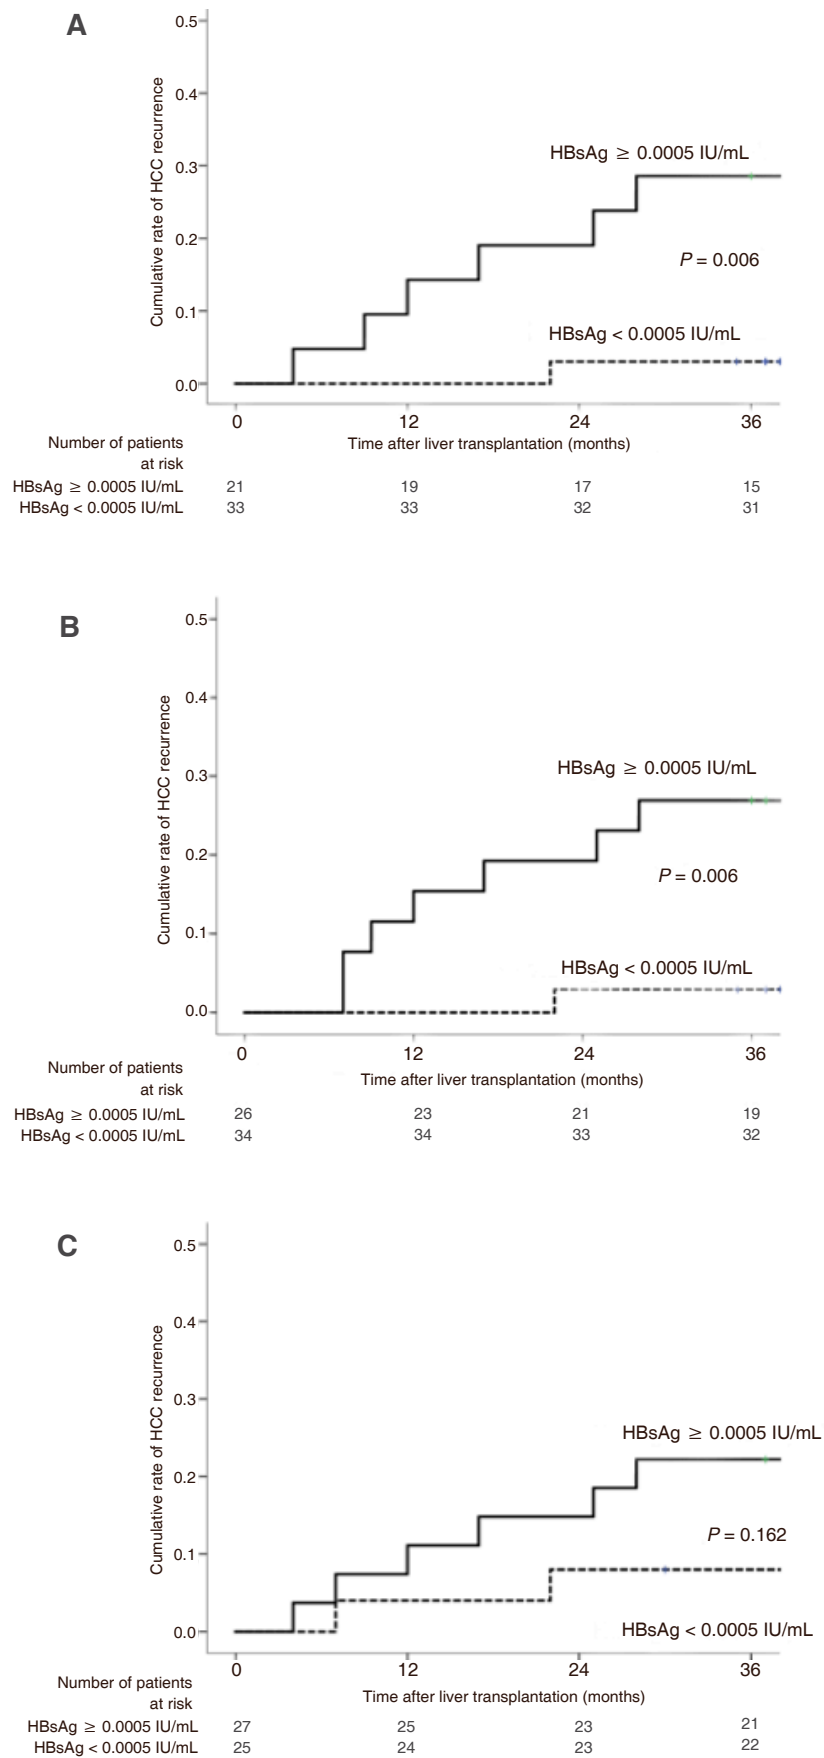 A
0.5
0.4
0.3
0.2
0.1
0.0
Cumulative rate of HCC recurrence
HBsAg ≥ 0.0005 IU/mL
P = 0.006
HBsAg < 0.0005 IU/mL
0 12 24 36
Time after liver transplantation (months)
Number of patients
at risk
HBsAg ≥ 0.0005 IU/mL 21 19 17 15
HBsAg < 0.0005 IU/mL 33 33 32 31
B
0.5
0.4
0.3
0.2
0.1
0.0
Cumulative rate of HCC recurrence
HBsAg ≥ 0.0005 IU/mL
P = 0.006
HBsAg < 0.0005 IU/mL
0 12 24 36
Time after liver transplantation (months)
Number of patients
at risk
HBsAg ≥ 0.0005 IU/mL 26 23 21 19
HBsAg < 0.0005 IU/mL 34 34 33 32
C
0.5
0.4
0.3
0.2
0.1
0.0
Cumulative rate of HCC recurrence
HBsAg ≥ 0.0005 IU/mL
P = 0.162
HBsAg < 0.0005 IU/mL
0 12 24 36
Time after liver transplantation (months)
Number of patients
at risk
HBsAg ≥ 0.0005 IU/mL 27 25 23 21
HBsAg < 0.0005 IU/mL 25 24 23 22